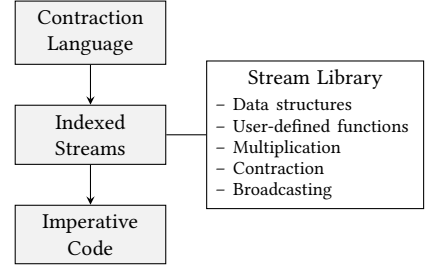 Contraction
Language
Indexed
Streams
Imperative
Code
Stream Library
– Data structures
– User-defined functions
– Multiplication
– Contraction
– Broadcasting